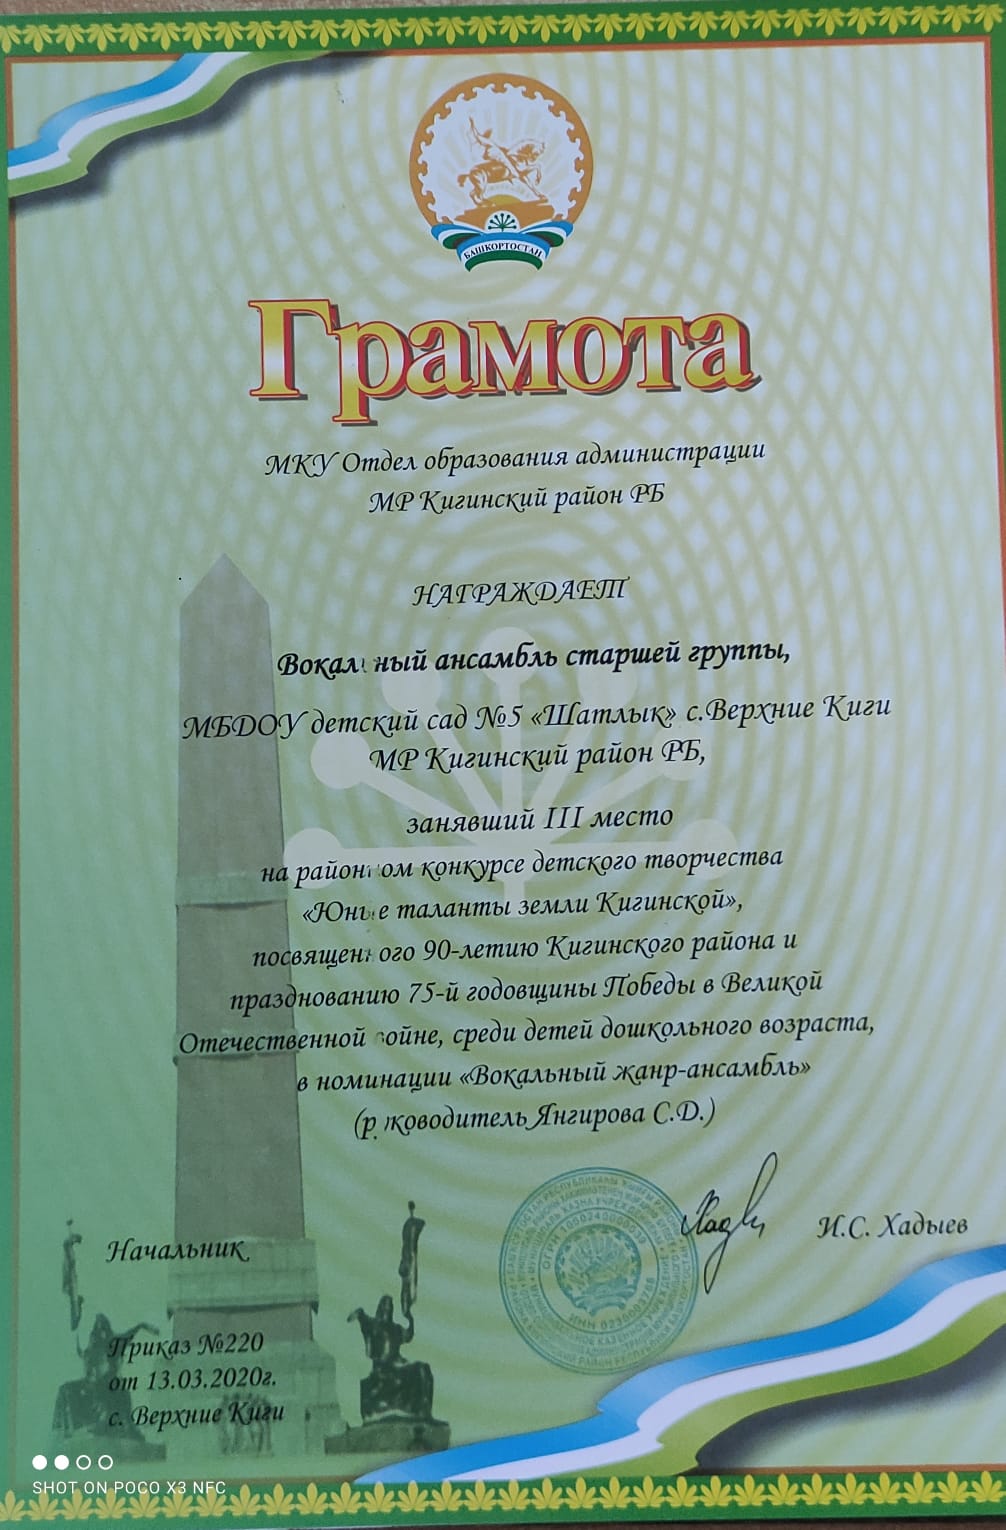 БАШКОРТОСТАН
Грамота
МКУ Отдел образования администрации
МР Кигинский район РБ
НАГРАЖДАЕТ
Вокальный ансамбль старшей группы,
МБДОУ детский сад №5 «Шатлык» с.Верхние Киги
МР Кигинский район РБ,
занявший III место
на районном конкурсе детского творчества
«Юные таланты земли Кигинской»,
посвященного 90-летию Кигинского района и
празднованию 75-й годовщины Победы в Великой
Отечественной войне, среди детей дошкольного возраста,
в номинации «Вокальный жанр-ансамбль»
(руководитель Янгирова С.Д.)
Начальник
И.С. Хадыев
Приказ №220
от 13.03.2020г.
с. Верхние Киги
SHOT ON POCO X3 NFC